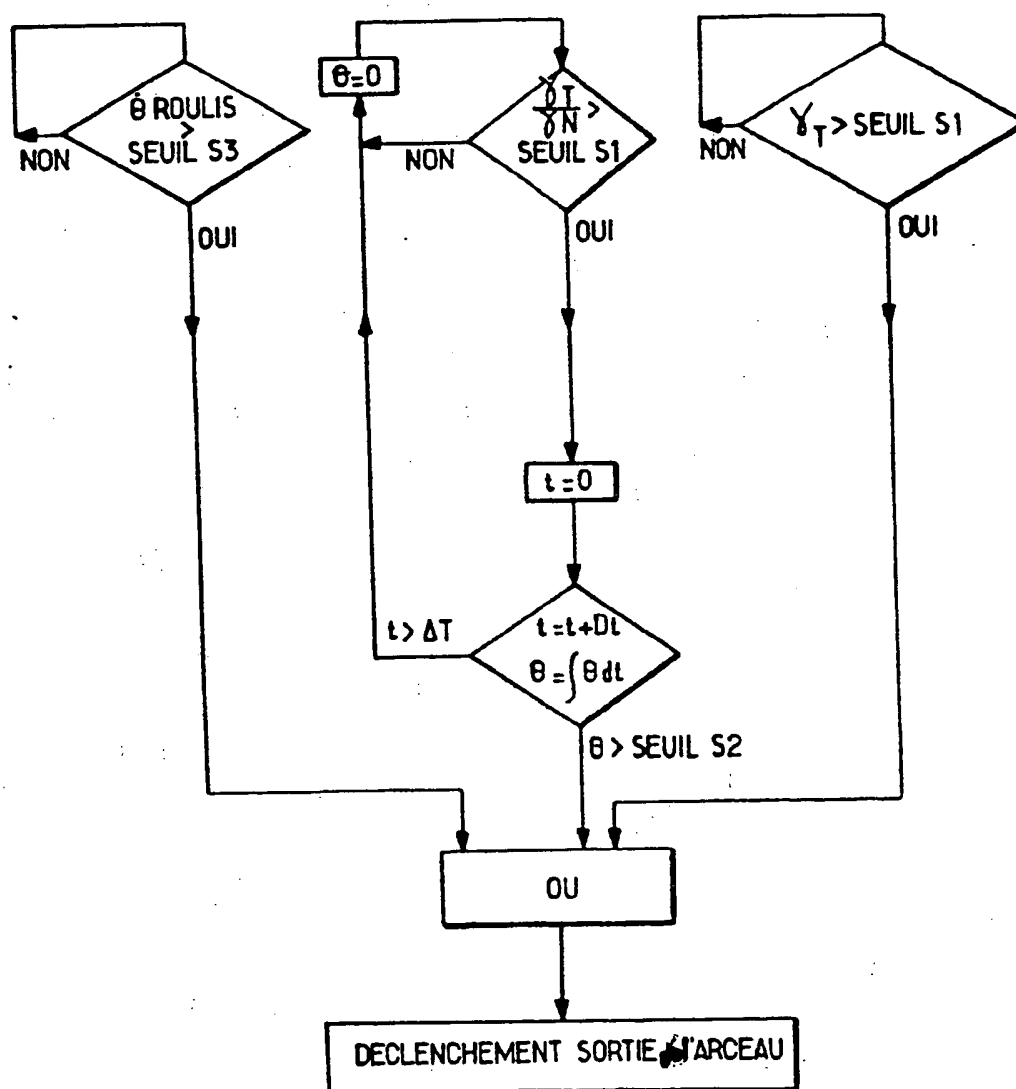 θ̇ ROULIS
>
SEUIL S3
NON
OUI
θ=0
γT
γN >
SEUIL S1
NON
OUI
γT > SEUIL S1
NON
OUI
t=0
t=t+Dt
θ=∫θdt
t> ΔT
θ> SEUIL S2
OU
DECLENCHEMENT SORTIE l'ARCEAU